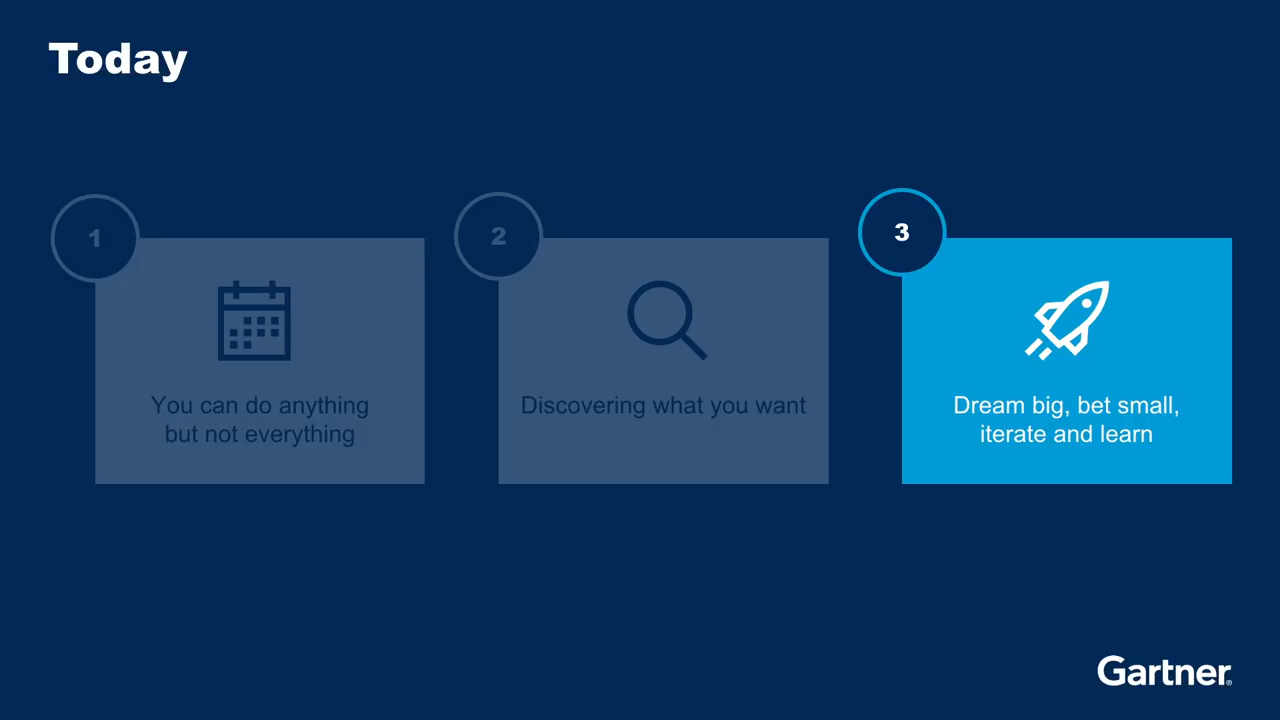 Today
1
You can do anything
but not everything
2
Discovering what you want
3
Dream big, bet small,
iterate and learn
Gartner®